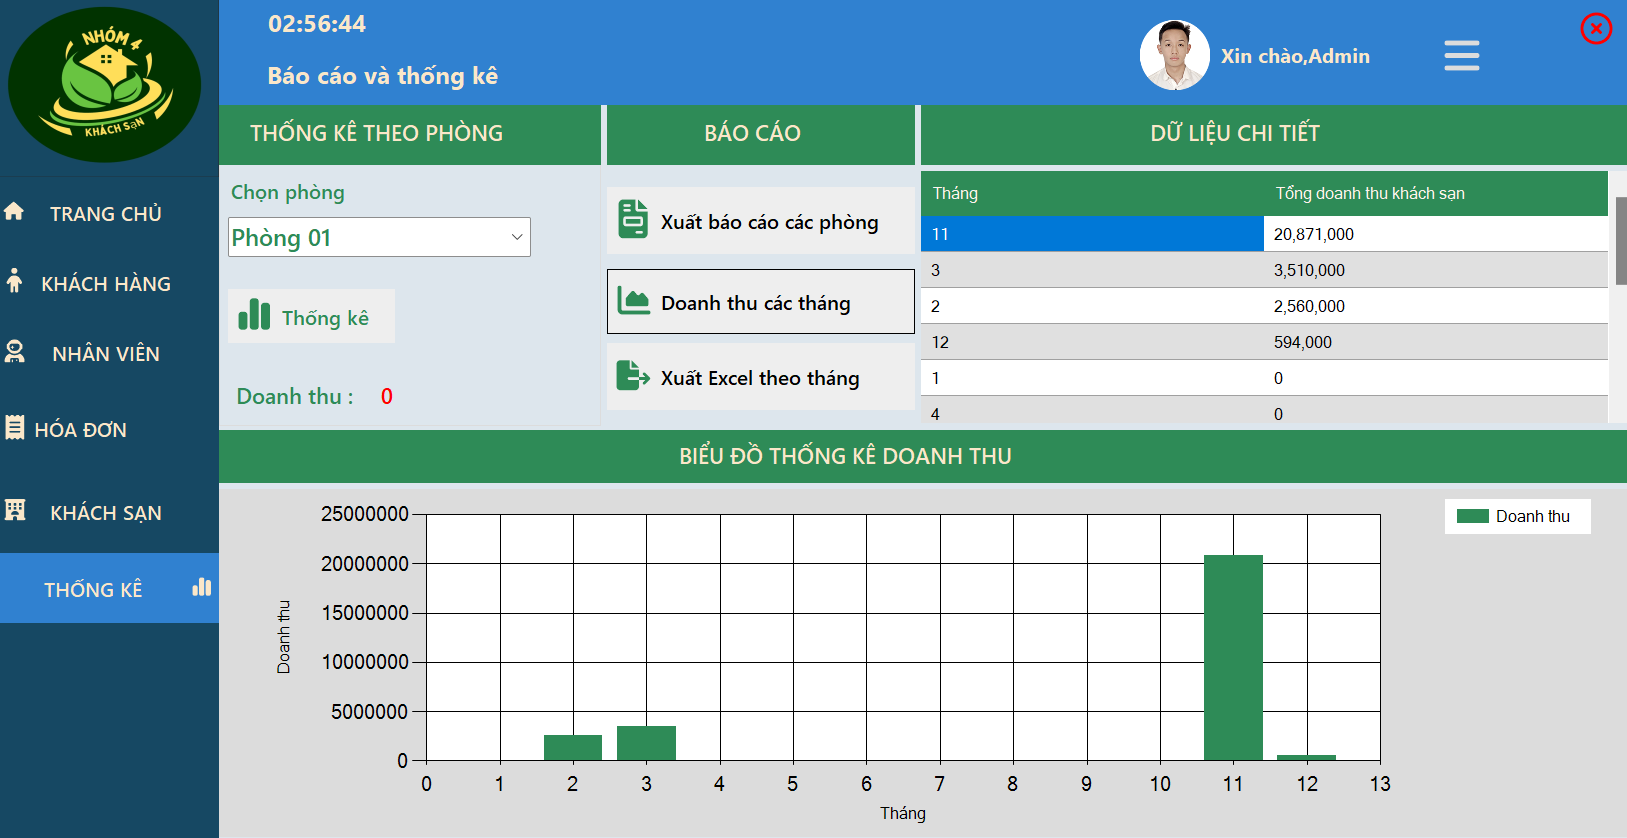 NHÓM 4
KHÁCH SẠN
02:56:44
Báo cáo và thống kê
Xin chào,Admin
TRANG CHỦ
KHÁCH HÀNG
NHÂN VIÊN
HÓA ĐƠN
KHÁCH SẠN
THỐNG KÊ
THỐNG KÊ THEO PHÒNG
Chọn phòng
Phòng 01
Thống kê
Doanh thu : 0
BÁO CÁO
Xuất báo cáo các phòng
Doanh thu các tháng
Xuất Excel theo tháng
DỮ LIỆU CHI TIẾT
Tháng Tổng doanh thu khách sạn
11 20,871,000
3 3,510,000
2 2,560,000
12 594,000
1 0
4 0
BIỂU ĐỒ THỐNG KÊ DOANH THU
Doanh thu
25000000
20000000
15000000
10000000
5000000
0
Doanh thu
0 1 2 3 4 5 6 7 8 9 10 11 12 13
Tháng